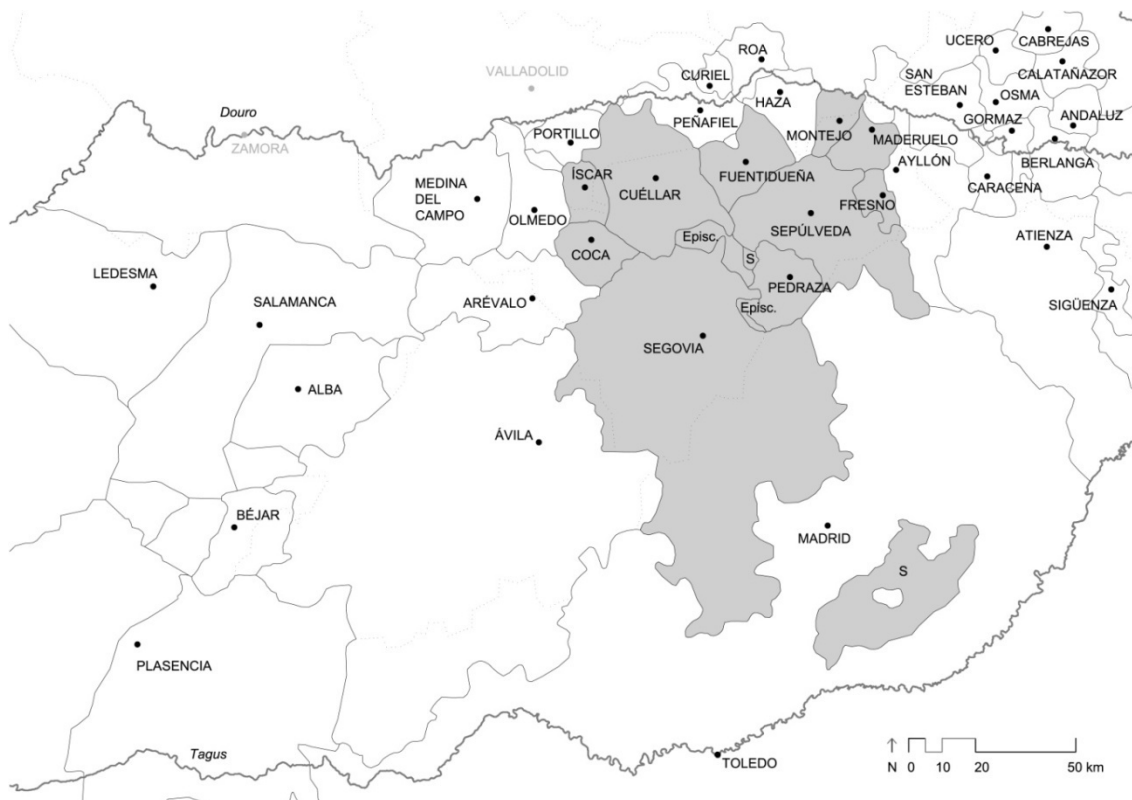 UCERO
CABREJAS
ROA
VALLADOLID
CURIEL
SAN
ESTEBAN
CALATAÑAZOR
OSMA
HAZA
Douro
PEÑAFIEL
GORMAZ
ANDALUZ
PORTILLO
MONTEJO
MADERUELO
ZAMORA
AYLLÓN
BERLANGA
ÍSCAR
FUENTIDUEÑA
MEDINA
DEL
CAMPO
CUÉLLAR
CARACENA
FRESNO
OLMEDO
SEPÚLVEDA
Episc.
ATIENZA
COCA
S
LEDESMA
PEDRAZA
SALAMANCA
ARÉVALO
Episc.
SIGÜENZA
SEGOVIA
ALBA
ÁVILA
BÉJAR
MADRID
S
PLASENCIA
Tagus
TOLEDO
N 0 10 20 50 km